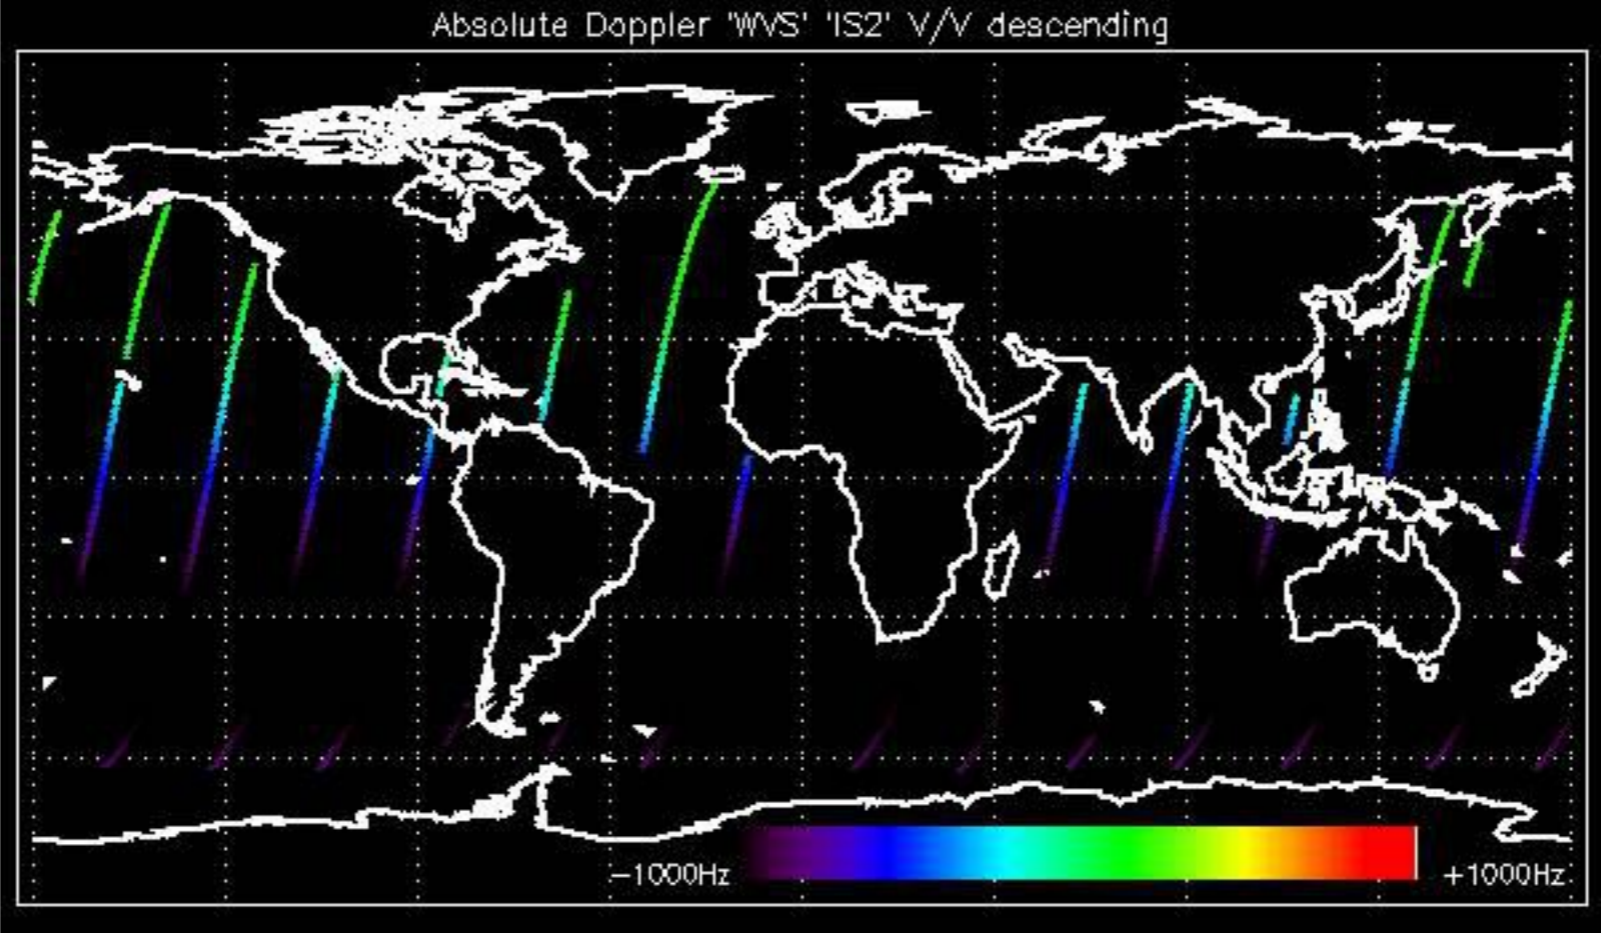 Absolute Doppler 'WVS' 'IS2' V/V descending
−1000Hz +1000Hz